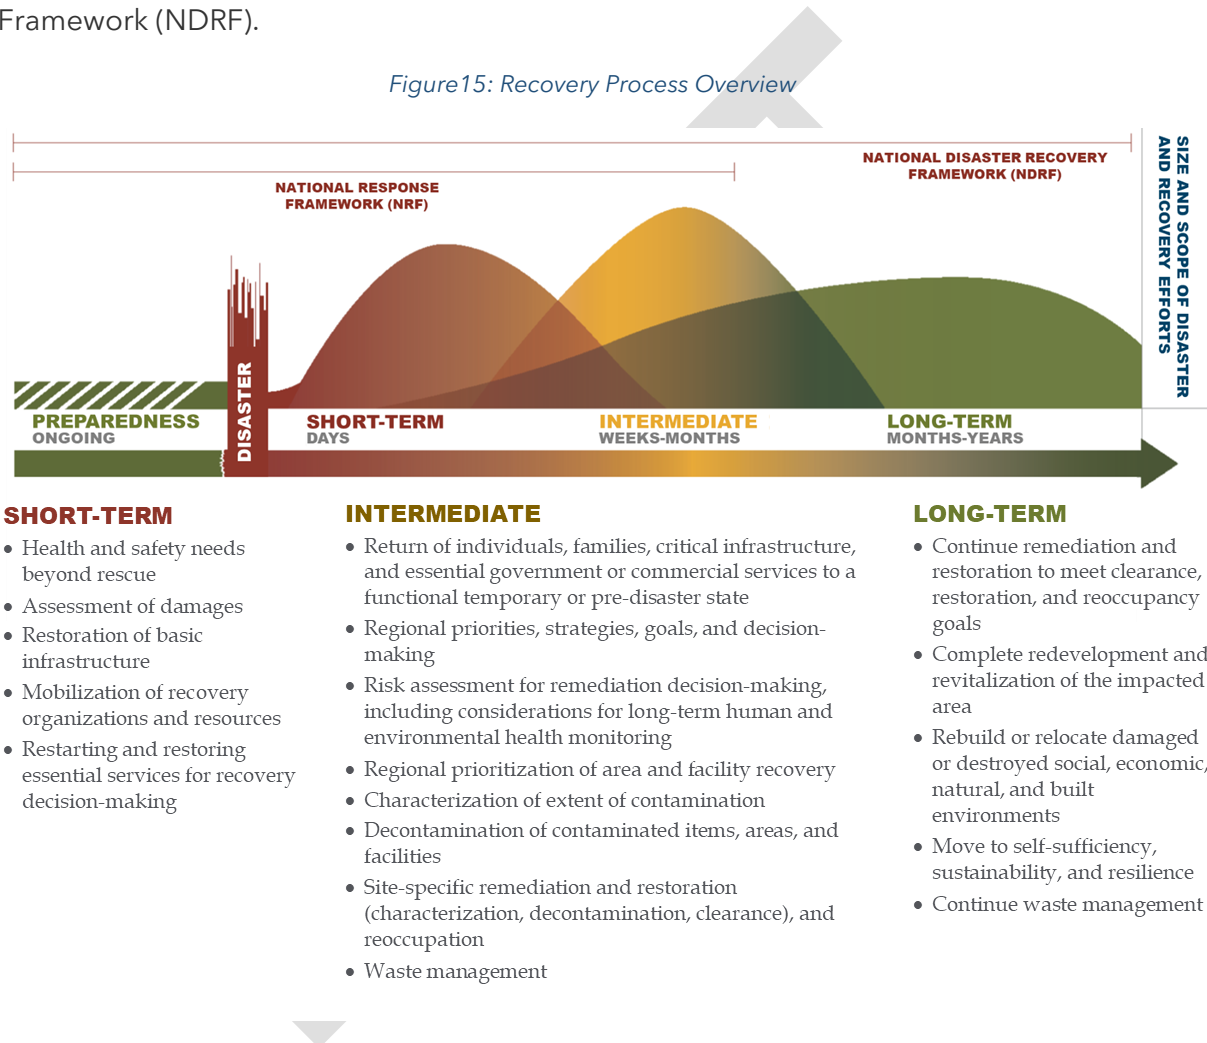 Framework (NDRF).
Figure15: Recovery Process Overview
NATIONAL DISASTER RECOVERY
FRAMEWORK (NDRF)
NATIONAL RESPONSE
FRAMEWORK (NRF)
SIZE AND SCOPE OF DISASTER
AND RECOVERY EFFORTS
DISASTER
PREPAREDNESS
ONGOING
SHORT-TERM
DAYS
INTERMEDIATE
WEEKS-MONTHS
LONG-TERM
MONTHS-YEARS
SHORT-TERM
• Health and safety needs
beyond rescue
• Assessment of damages
• Restoration of basic
infrastructure
• Mobilization of recovery
organizations and resources
• Restarting and restoring
essential services for recovery
decision-making
INTERMEDIATE
• Return of individuals, families, critical infrastructure,
and essential government or commercial services to a
functional temporary or pre-disaster state
• Regional priorities, strategies, goals, and decision-
making
• Risk assessment for remediation decision-making,
including considerations for long-term human and
environmental health monitoring
• Regional prioritization of area and facility recovery
• Characterization of extent of contamination
• Decontamination of contaminated items, areas, and
facilities
• Site-specific remediation and restoration
(characterization, decontamination, clearance), and
reoccupation
• Waste management
LONG-TERM
• Continue remediation and
restoration to meet clearance,
restoration, and reoccupancy
goals
• Complete redevelopment and
revitalization of the impacted
area
• Rebuild or relocate damaged
or destroyed social, economic,
natural, and built
environments
• Move to self-sufficiency,
sustainability, and resilience
• Continue waste management